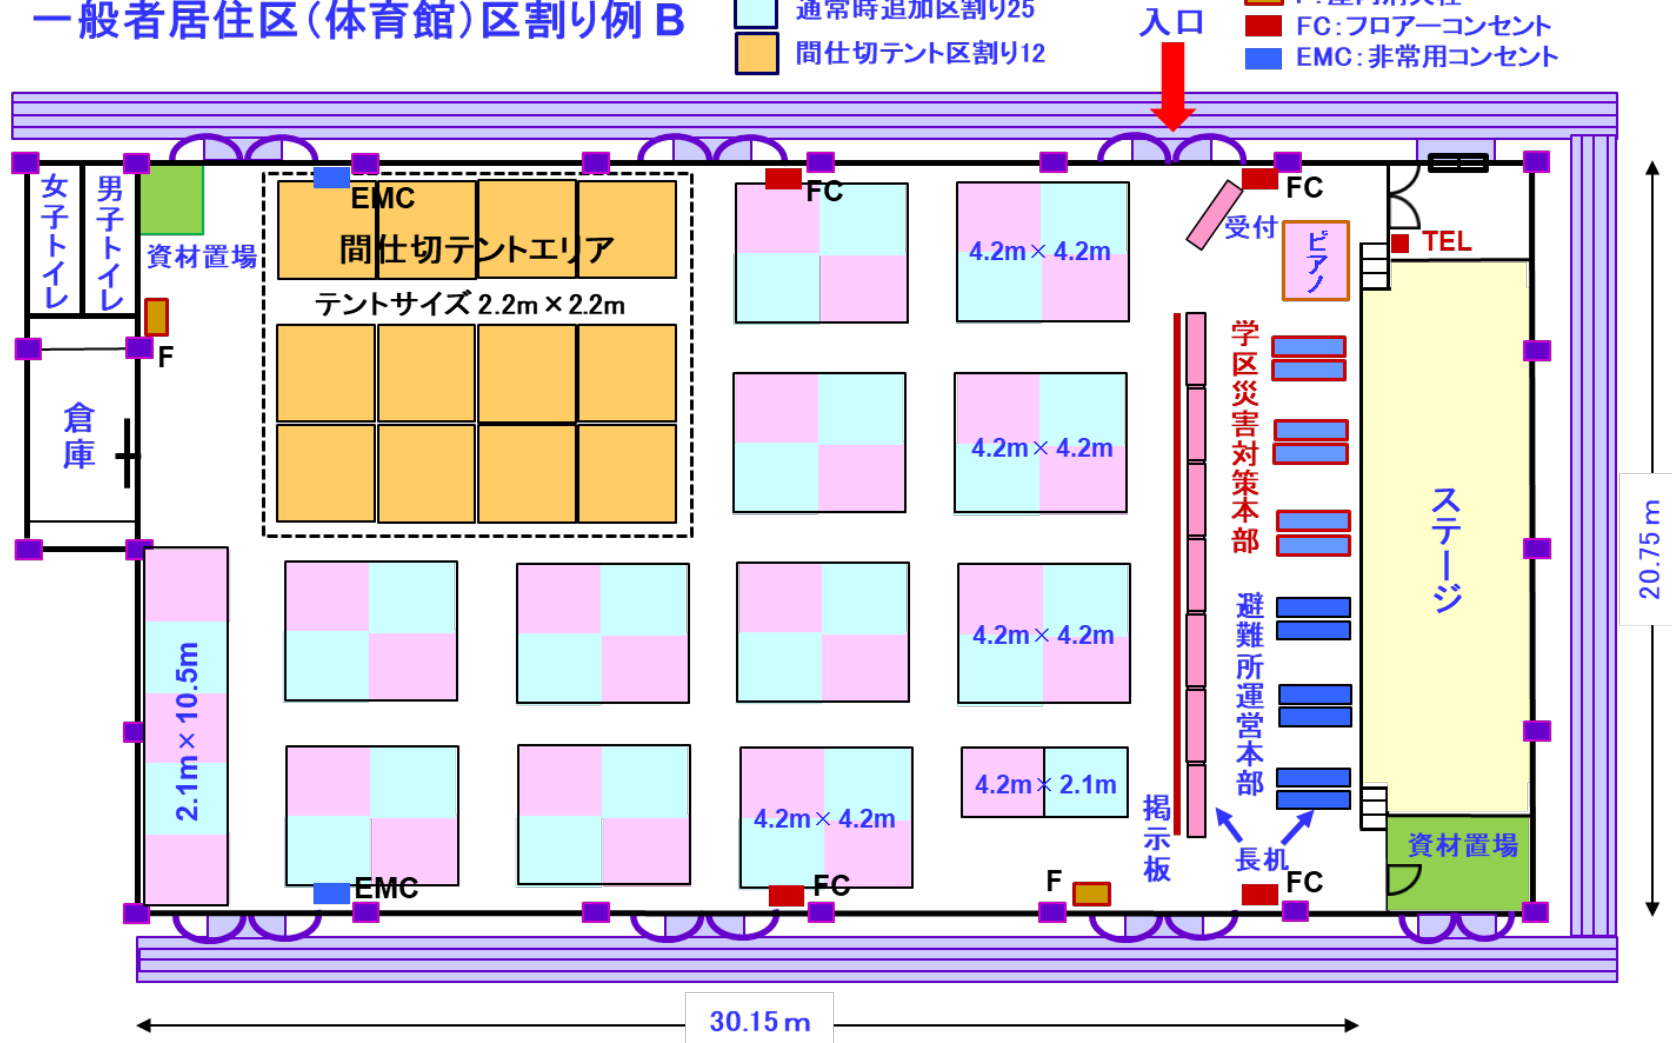 一般者居住区(体育館)区割り例 B
通常時追加区割り25
間仕切テント区割り12
入口
FC:フロアーコンセント
EMC:非常用コンセント
女子トイレ
男子トイレ
資材置場
EMC
間仕切テントエリア
テントサイズ 2.2m×2.2m
FC
4.2m×4.2m
FC
受付
ピアノ
TEL
F
倉庫
4.2m×4.2m
学区災害対策本部
ステージ
20.75m
2.1m×10.5m
4.2m×4.2m
避難所運営本部
4.2m×4.2m
4.2m×2.1m
掲示板
長机
資材置場
EMC
FC
F
FC
30.15m